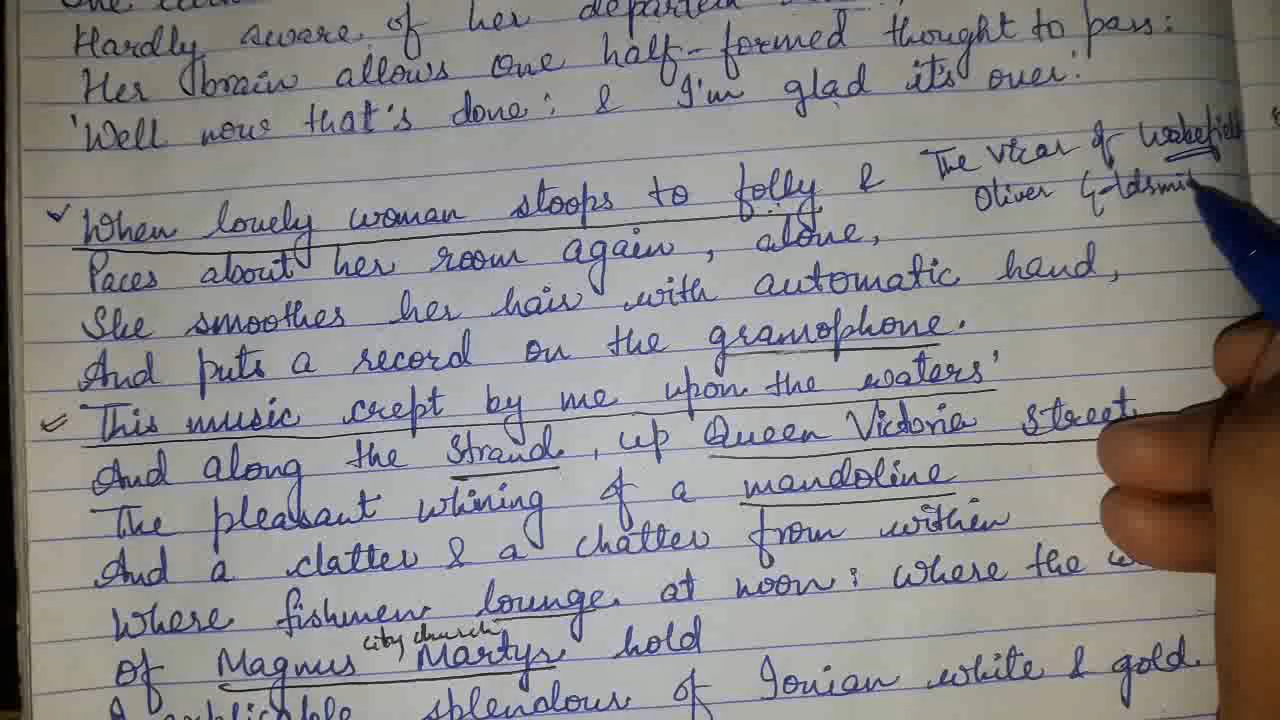 Hardly aware of her departed
Her brain allows one half-formed thought to pass:
'Well now that's done: & I'm glad it's over.'
When lovely woman stoops to folly &
The Vicar of Wakefield
Oliver Goldsmi
Paces about her room again, alone,
She smoothes her hair with automatic hand,
And puts a record on the gramophone.
This music crept by me upon the waters'
And along the Strand, up Queen Victoria Street
The pleasant whining of a mandoline
And a clatter & a chatter from within
Where fishmen lounge at noon: where the
city church
Of Magnus Martyr hold
splendour of Ionian white & gold.